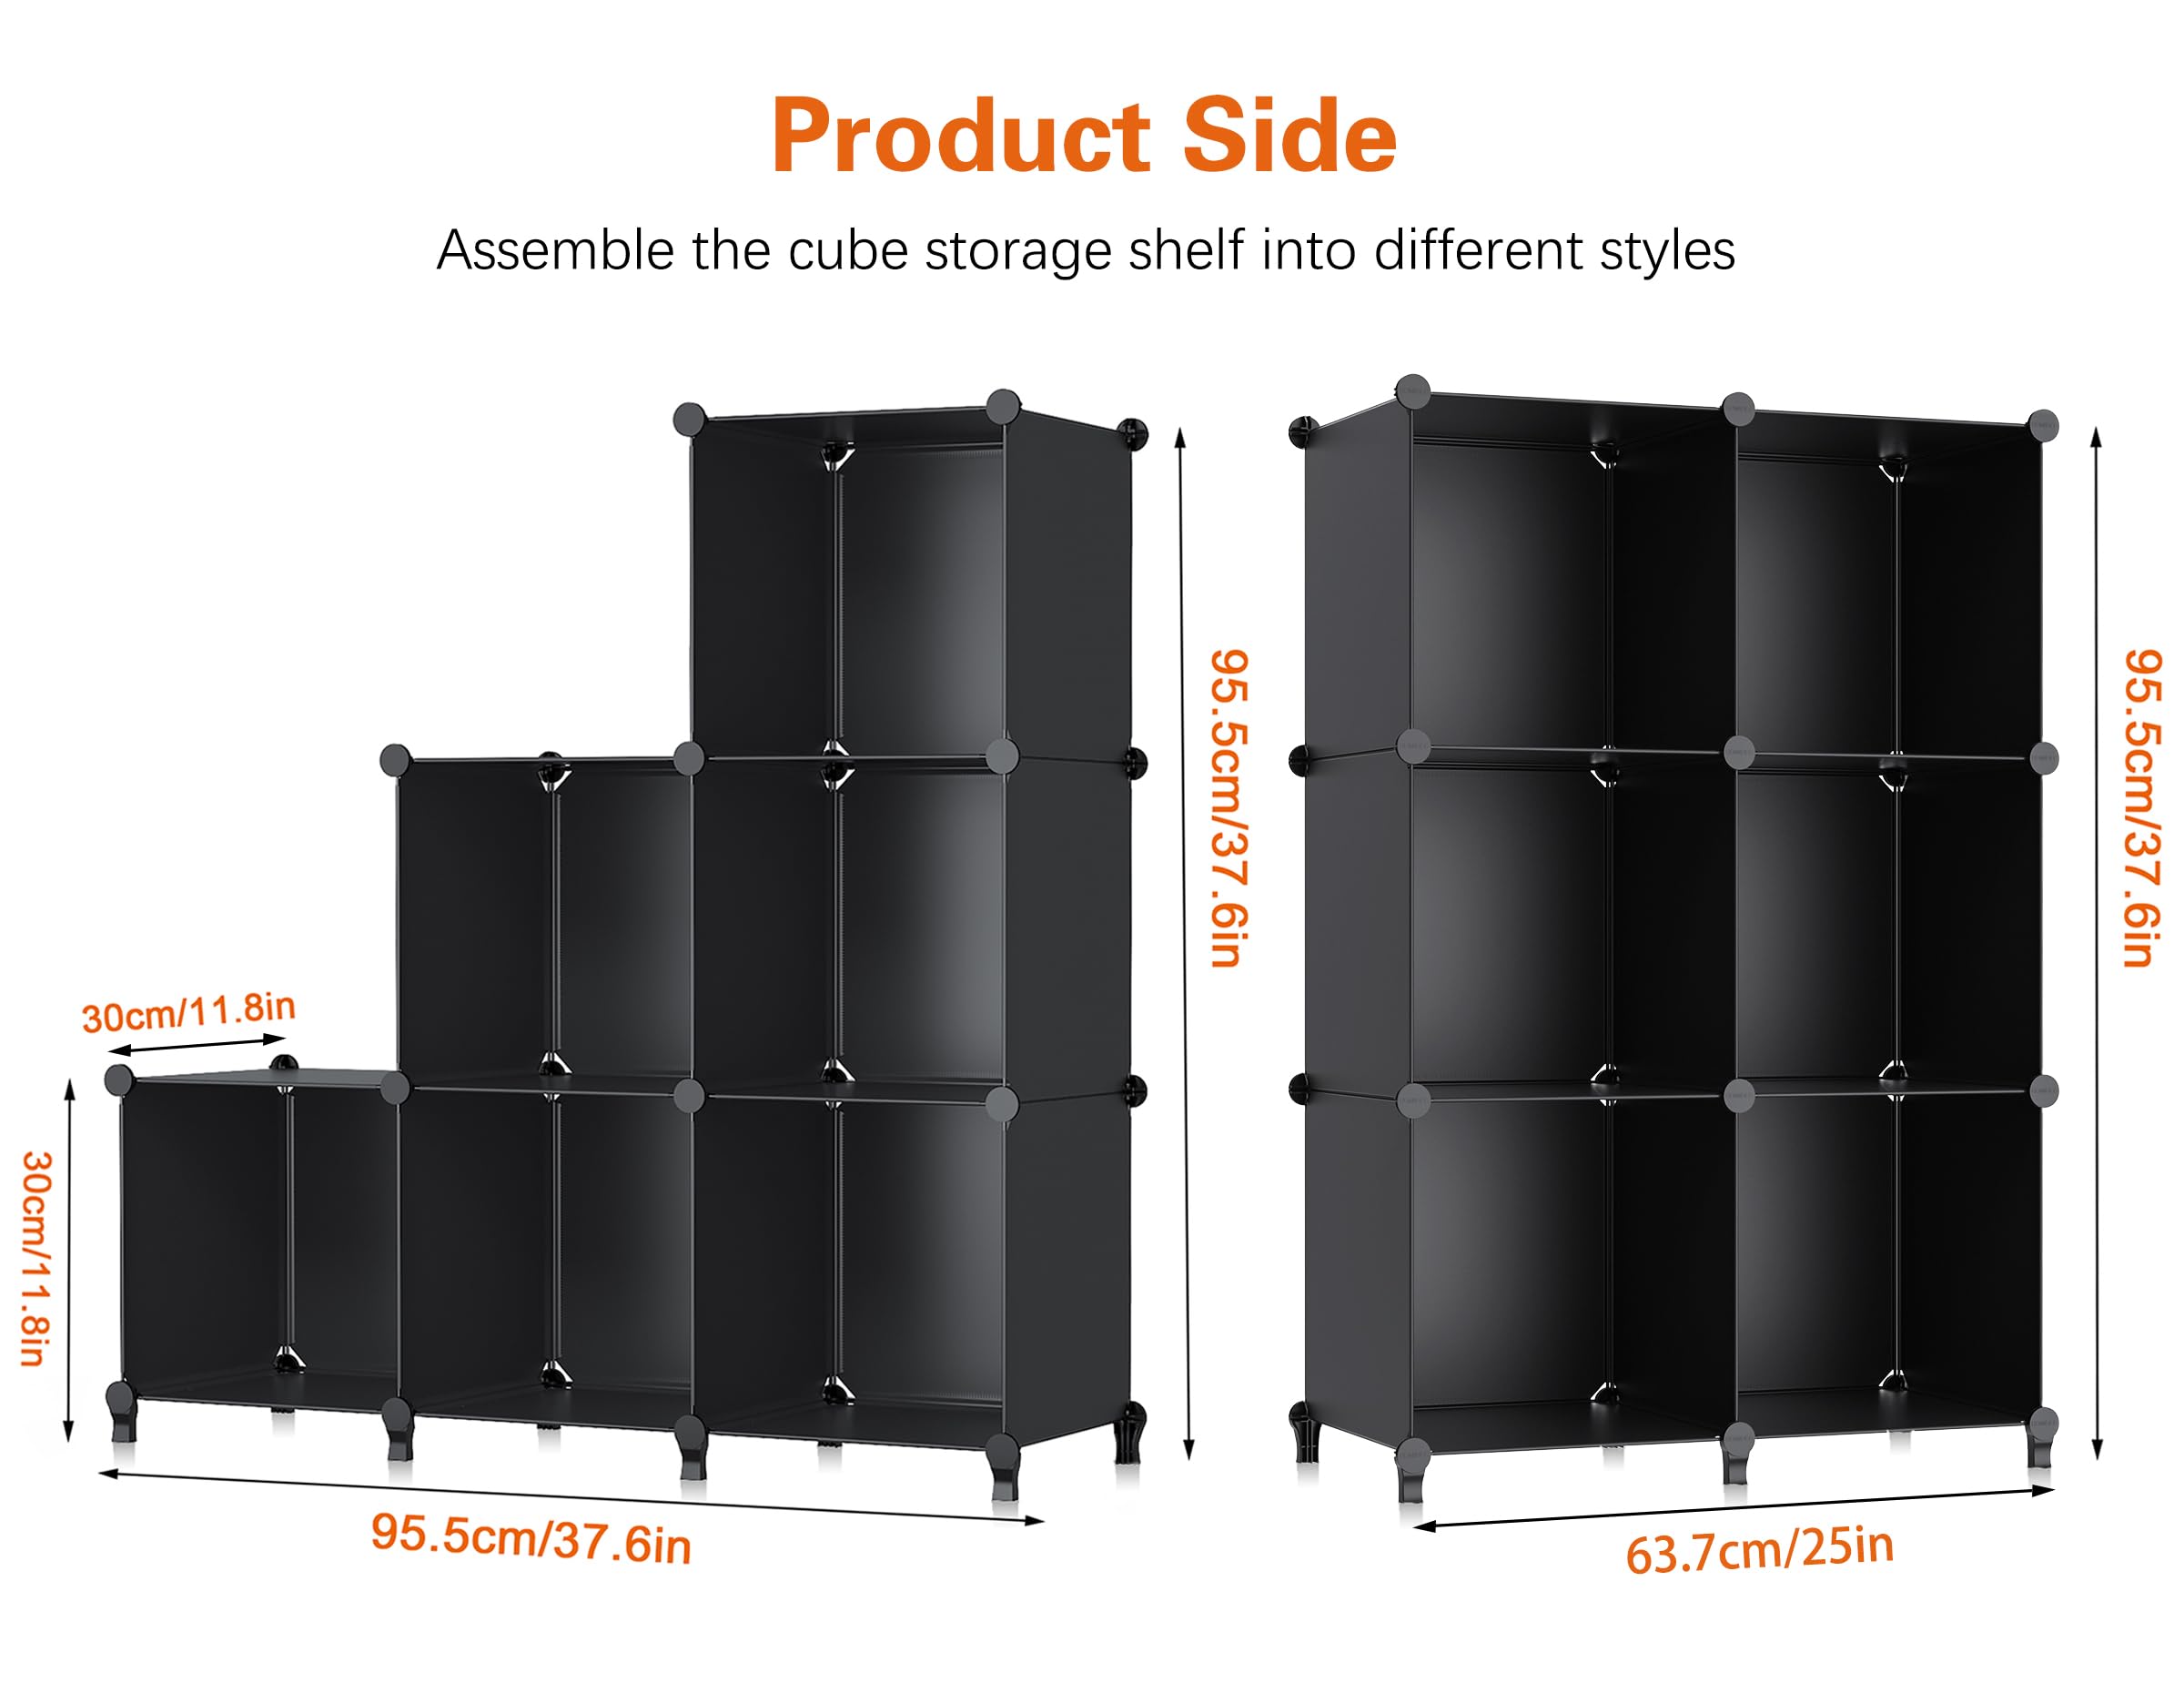 Product Side
Assemble the cube storage shelf into different styles
30cm/11.8in
30cm/11.8in
95.5cm/37.6in
95.5cm/37.6in
95.5cm/37.6in
63.7cm/25in